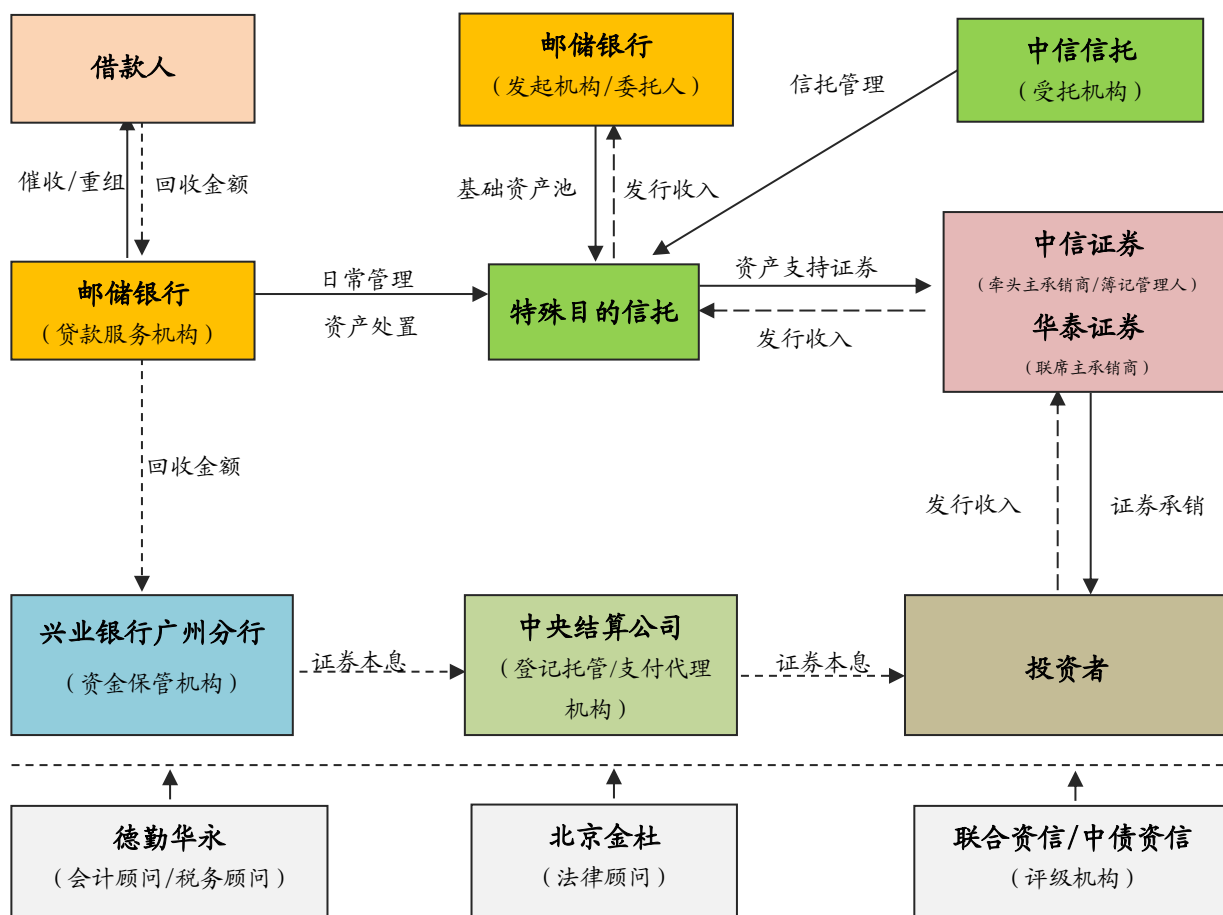 借款人
邮储银行
（发起机构/委托人）
信托管理
中信信托
（受托机构）
催收/重组
回收金额
基础资产池
发行收入
邮储银行
（贷款服务机构）
日常管理
资产处置
特殊目的信托
资产支持证券
发行收入
中信证券
（牵头主承销商/簿记管理人）
华泰证券
（联席主承销商）
回收金额
发行收入
证券承销
兴业银行广州分行
（资金保管机构）
证券本息
中央结算公司
（登记托管/支付代理
机构）
证券本息
投资者
德勤华永
（会计顾问/税务顾问）
北京金杜
（法律顾问）
联合资信/中债资信
（评级机构）